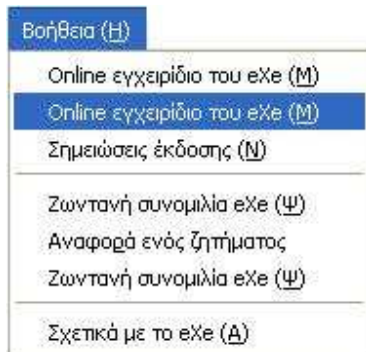 Βοήθεια (H)
Online εγχειρίδιο του eXe (M)
Online εγχειρίδιο του eXe (M)
Σημειώσεις έκδοσης (N)
Ζωντανή συνομιλία eXe (Ψ)
Αναφορά ενός ζητήματος
Ζωντανή συνομιλία eXe (Ψ)
Σχετικά με το eXe (A)